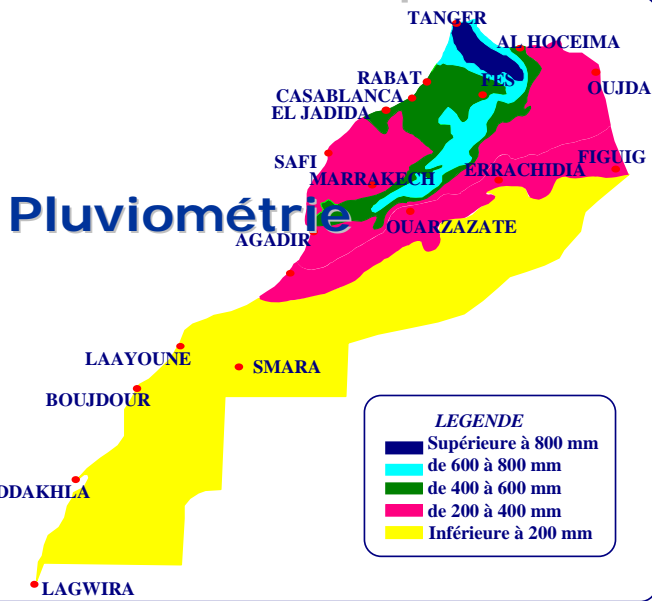 TANGER
AL HOCEIMA
RABAT
FES
OUJDA
CASABLANCA
EL JADIDA
SAFI
MARRAKECH
ERRACHIDIA
FIGUIG
Pluviométrie
OUARZAZATE
AGADIR
LAAYOUNE
SMARA
BOUJDOUR
DDAKHLA
LAGWIRA
LEGENDE
Supérieure à 800 mm
de 600 à 800 mm
de 400 à 600 mm
de 200 à 400 mm
Inférieure à 200 mm